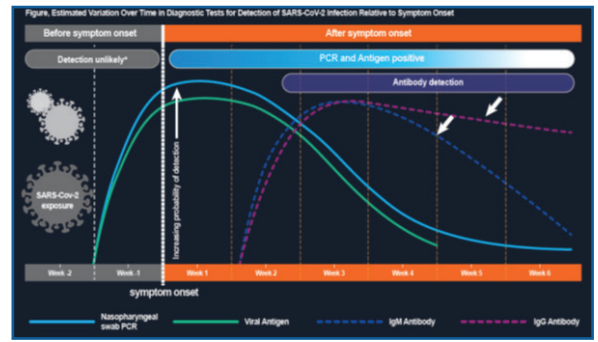 Figure, Estimated Variation Over Time in Diagnostic Tests for Detection of SARS-CoV-2 Infection Relative to Symptom Onset
Before symptom onset
After symptom onset
Detection unlikely*
PCR and Antigen positive
Antibody detection
SARS-Cov-2
exposure
Increasing probability of detection
Week -2
Week -1
Week 1
Week 2
Week 3
Week 4
Week 5
Week 6
symptom onset
Nasopharyngeal
swab PCR
Viral Antigen
IgM Antibody
IgG Antibody